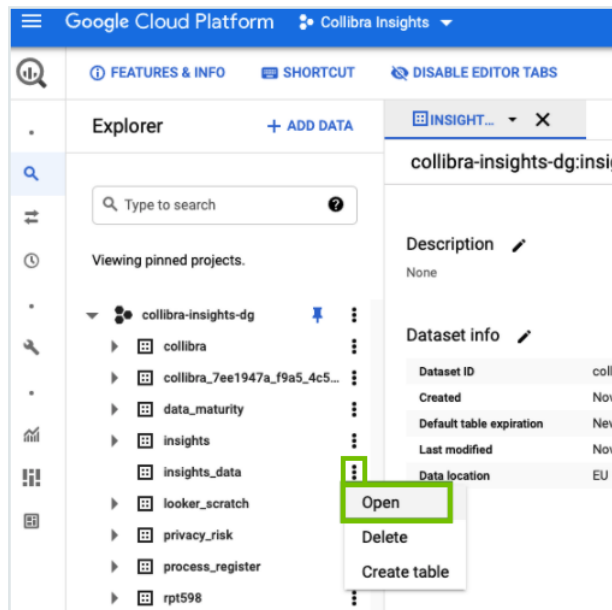 Google Cloud Platform
Collibra Insights
FEATURES & INFO
SHORTCUT
DISABLE EDITOR TABS
Explorer
+ ADD DATA
Type to search
?
Viewing pinned projects.
collibra-insights-dg
collibra
collibra_7ee1947a_f9a5_4c5...
data_maturity
insights
insights_data
looker_scratch
privacy_risk
process_register
rpt598
Open
Delete
Create table
INSIGHT...
collibra-insights-dg:insi
Description
None
Dataset info
Dataset ID
Created
Default table expiration
Last modified
Data location EU